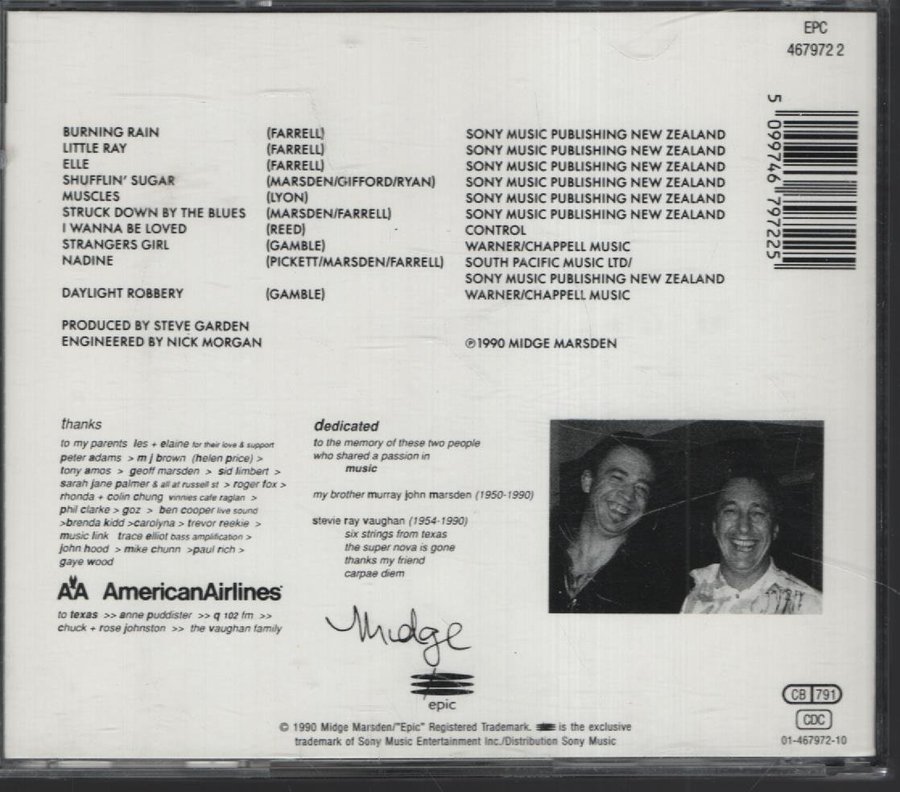 EPC
467972 2
5 099746 797225
BURNING RAIN (FARRELL) SONY MUSIC PUBLISHING NEW ZEALAND
LITTLE RAY (FARRELL) SONY MUSIC PUBLISHING NEW ZEALAND
ELLE (FARRELL) SONY MUSIC PUBLISHING NEW ZEALAND
SHUFFLIN' SUGAR (MARSDEN/GIFFORD/RYAN) SONY MUSIC PUBLISHING NEW ZEALAND
MUSCLES (LYON) SONY MUSIC PUBLISHING NEW ZEALAND
STRUCK DOWN BY THE BLUES (MARSDEN/FARRELL) SONY MUSIC PUBLISHING NEW ZEALAND
I WANNA BE LOVED (REED) CONTROL
STRANGERS GIRL (GAMBLE) WARNER/CHAPPELL MUSIC
NADINE (PICKETT/MARSDEN/FARRELL) SOUTH PACIFIC MUSIC LTD/
SONY MUSIC PUBLISHING NEW ZEALAND
DAYLIGHT ROBBERY (GAMBLE) WARNER/CHAPPELL MUSIC
PRODUCED BY STEVE GARDEN
ENGINEERED BY NICK MORGAN ℗1990 MIDGE MARSDEN
thanks
to my parents les + elaine for their love & support
peter adams > m j brown (helen price) >
tony amos > geoff marsden > sid limbert >
sarah jane palmer & all at russell st > roger fox >
rhonda + colin chung vinnies cafe raglan >
phil clarke > goz > ben cooper live sound
>brenda kidd >carolyna > trevor reekie >
music link trace elliot bass amplification >
john hood > mike chunn >paul rich >
gaye wood
AA AmericanAirlines
to texas >> anne puddister >> q 102 fm >>
chuck + rose johnston >> the vaughan family
dedicated
to the memory of these two people
who shared a passion in
music
my brother murray john marsden (1950-1990)
stevie ray vaughan (1954-1990)
six strings from texas
the super nova is gone
thanks my friend
carpae diem
Midge
epic
© 1990 Midge Marsden/"Epic" Registered Trademark. is the exclusive
trademark of Sony Music Entertainment Inc./Distribution Sony Music
CB 791
CDC
01-467972-10